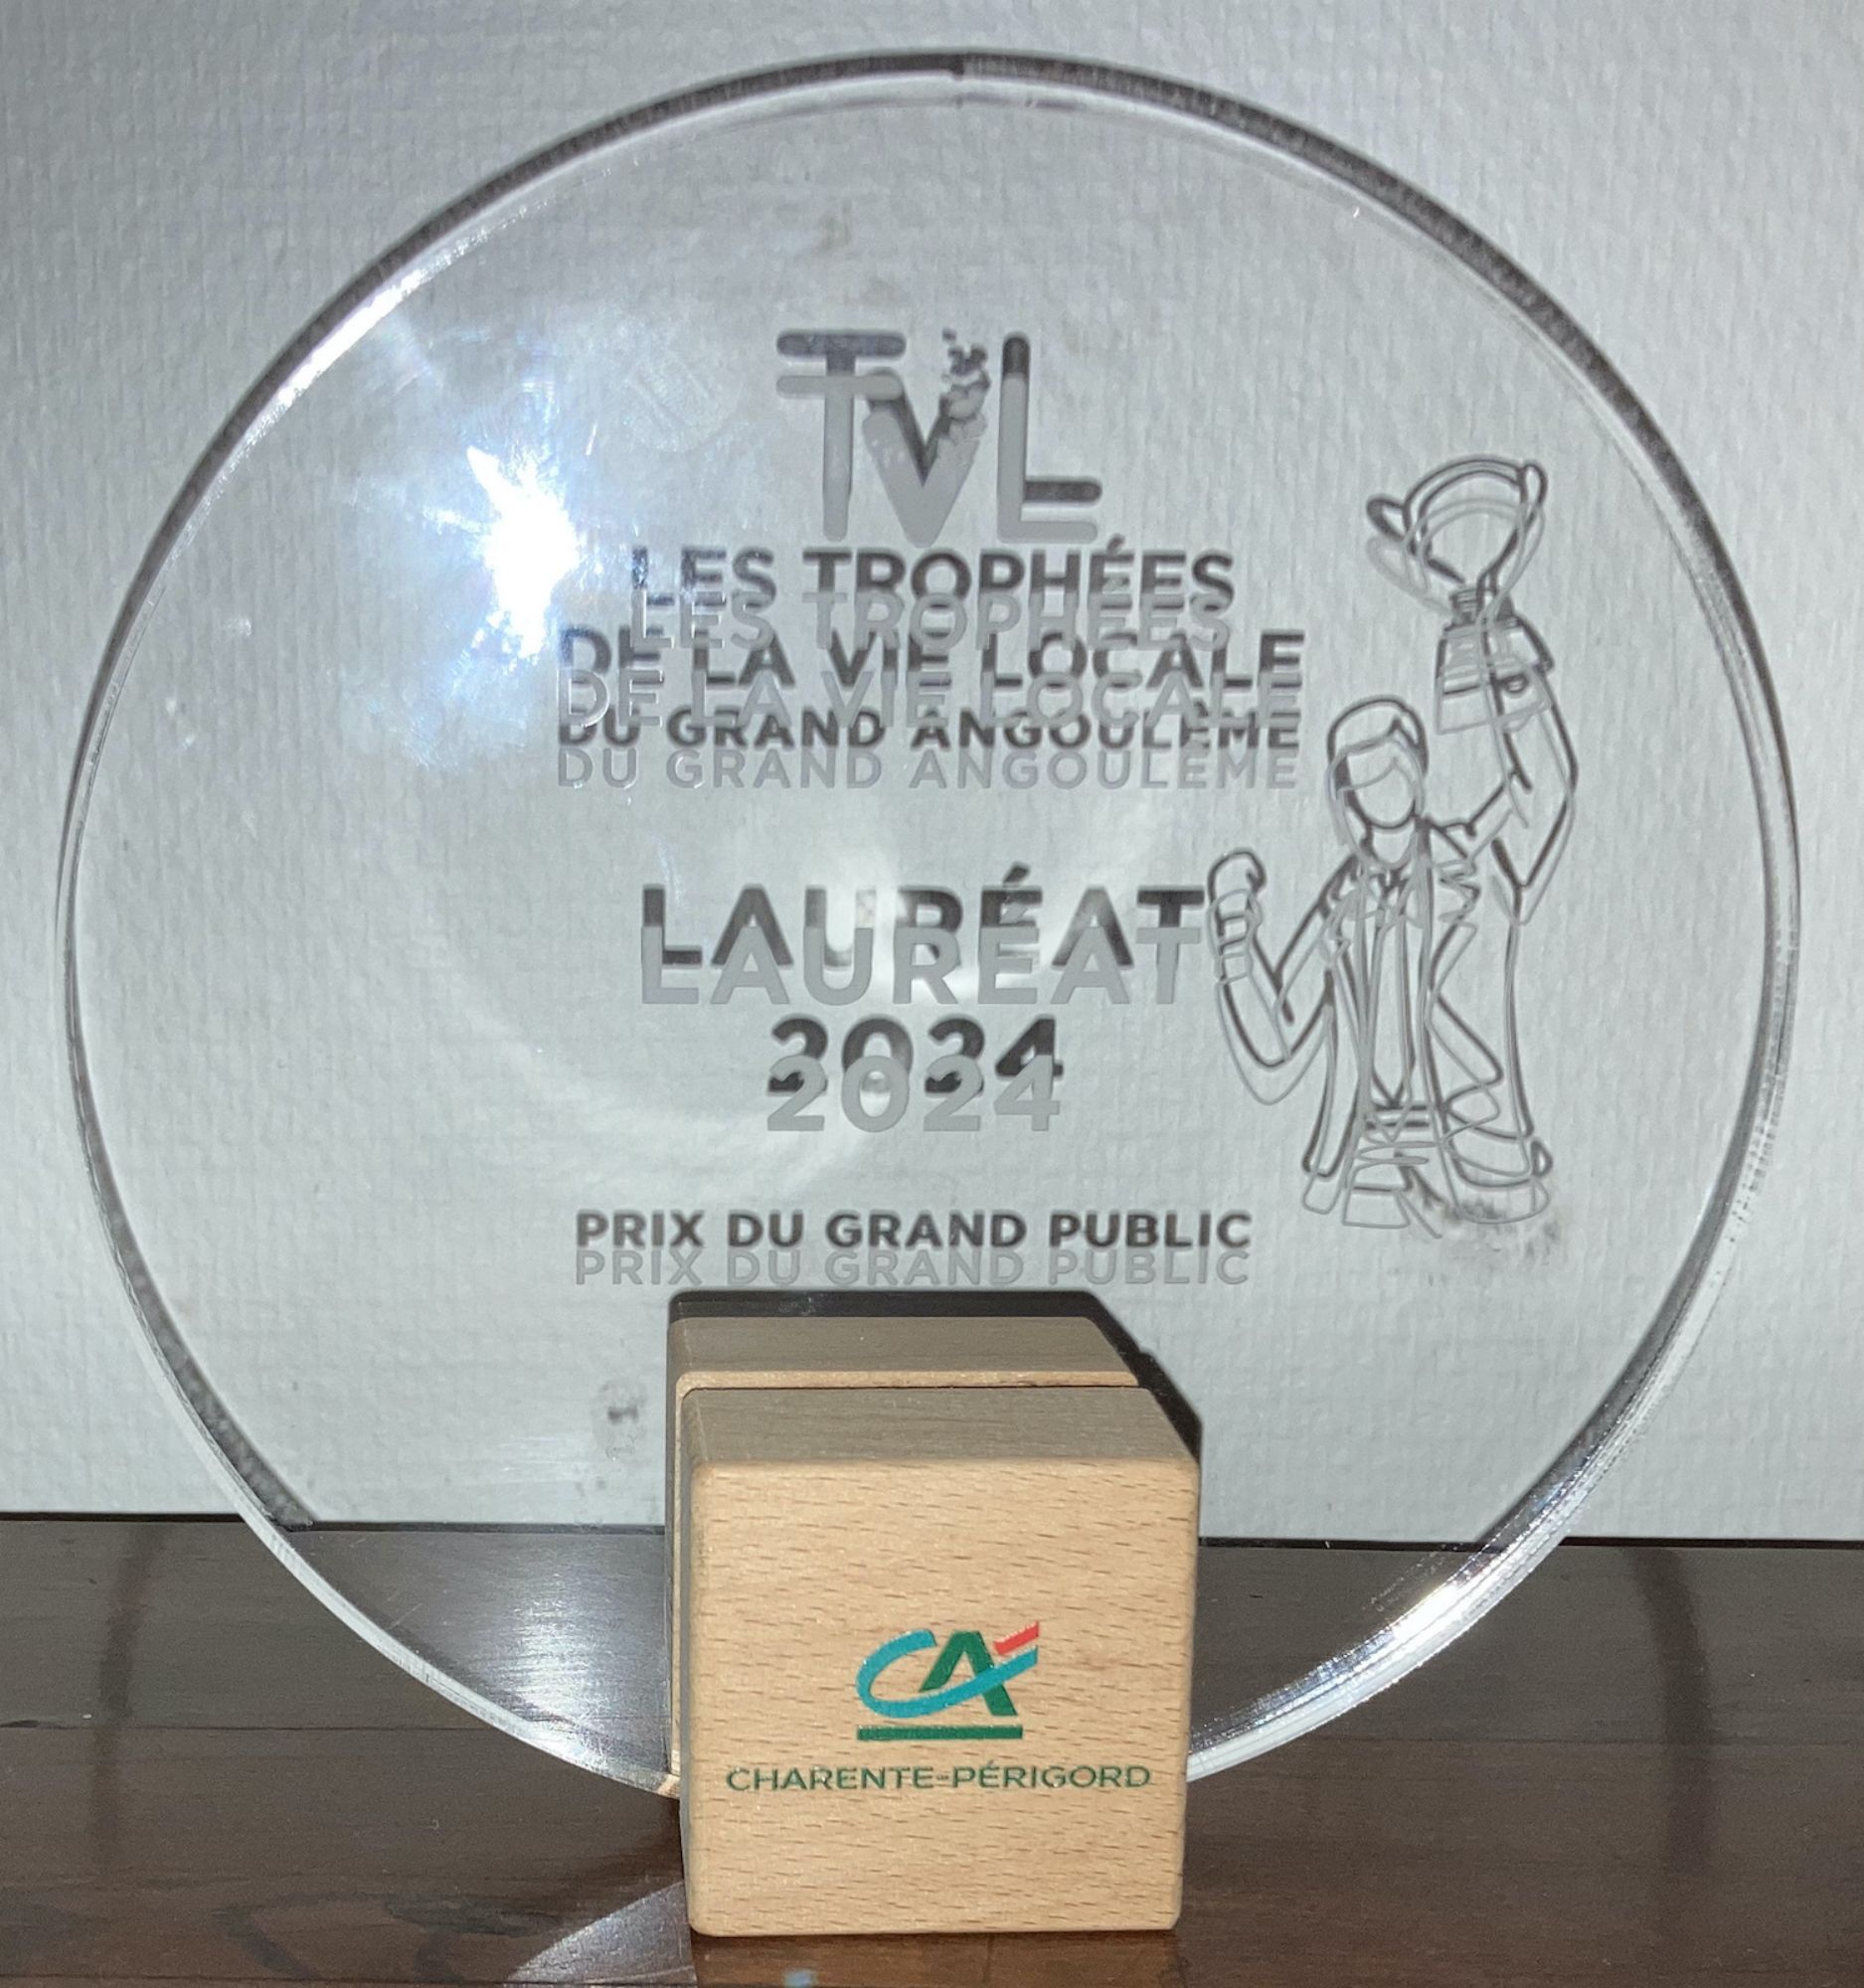 TVL
LES TROPHÉES
DE LA VIE LOCALE
DU GRAND ANGOULÊME
LAURÉAT
2024
PRIX DU GRAND PUBLIC
CA
CHARENTE-PÉRIGORD